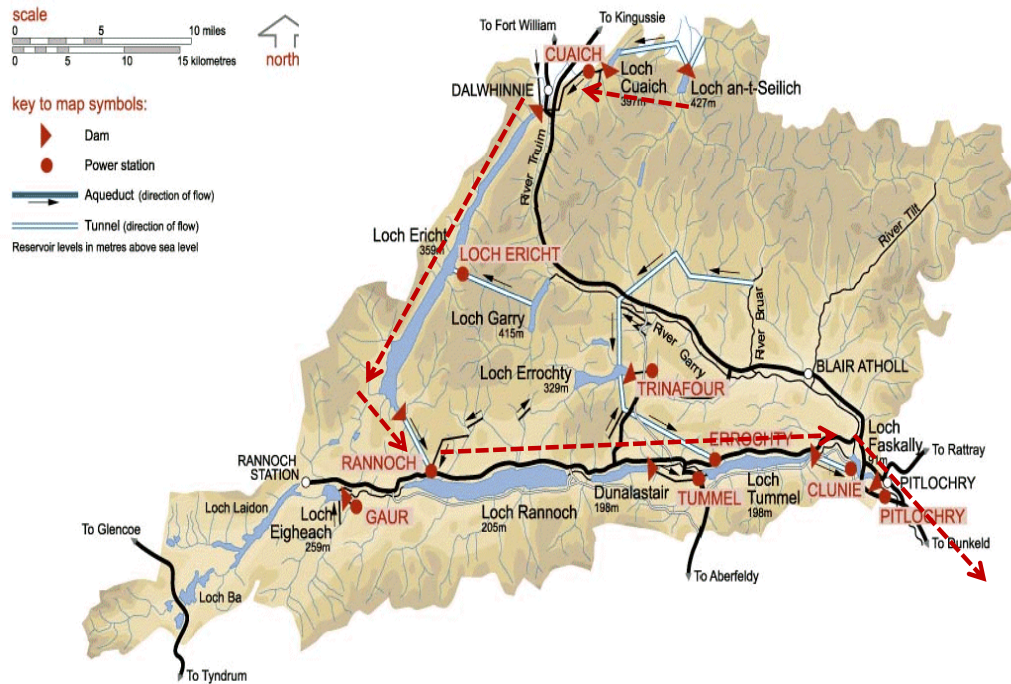 scale
0 5 10 miles
0 5 10 15 kilometres
north
key to map symbols:
Dam
Power station
Aqueduct (direction of flow)
Tunnel (direction of flow)
Reservoir levels in metres above sea level
To Fort William
To Kingussie
CUAICH
Loch
Cuaich
397m
Loch an-t-Seilich
427m
DALWHINNIE
River Truim
Loch Ericht
359m
LOCH ERICHT
Loch Garry
415m
River Garry
River Bruar
River Tilt
Loch Errochty
329m
TRINAFOUR
BLAIR ATHOLL
ERROCHTY
Loch
Faskally
91m
To Rattray
RANNOCH
STATION
RANNOCH
Loch Laidon
Loch
Eigheach
259m
GAUR
Loch Rannoch
205m
Dunalastair
198m
TUMMEL
Loch
Tummel
198m
CLUNIE
PITLOCHRY
PITLOCHRY
To Dunkeld
To Glencoe
Loch Ba
To Aberfeldy
To Tyndrum